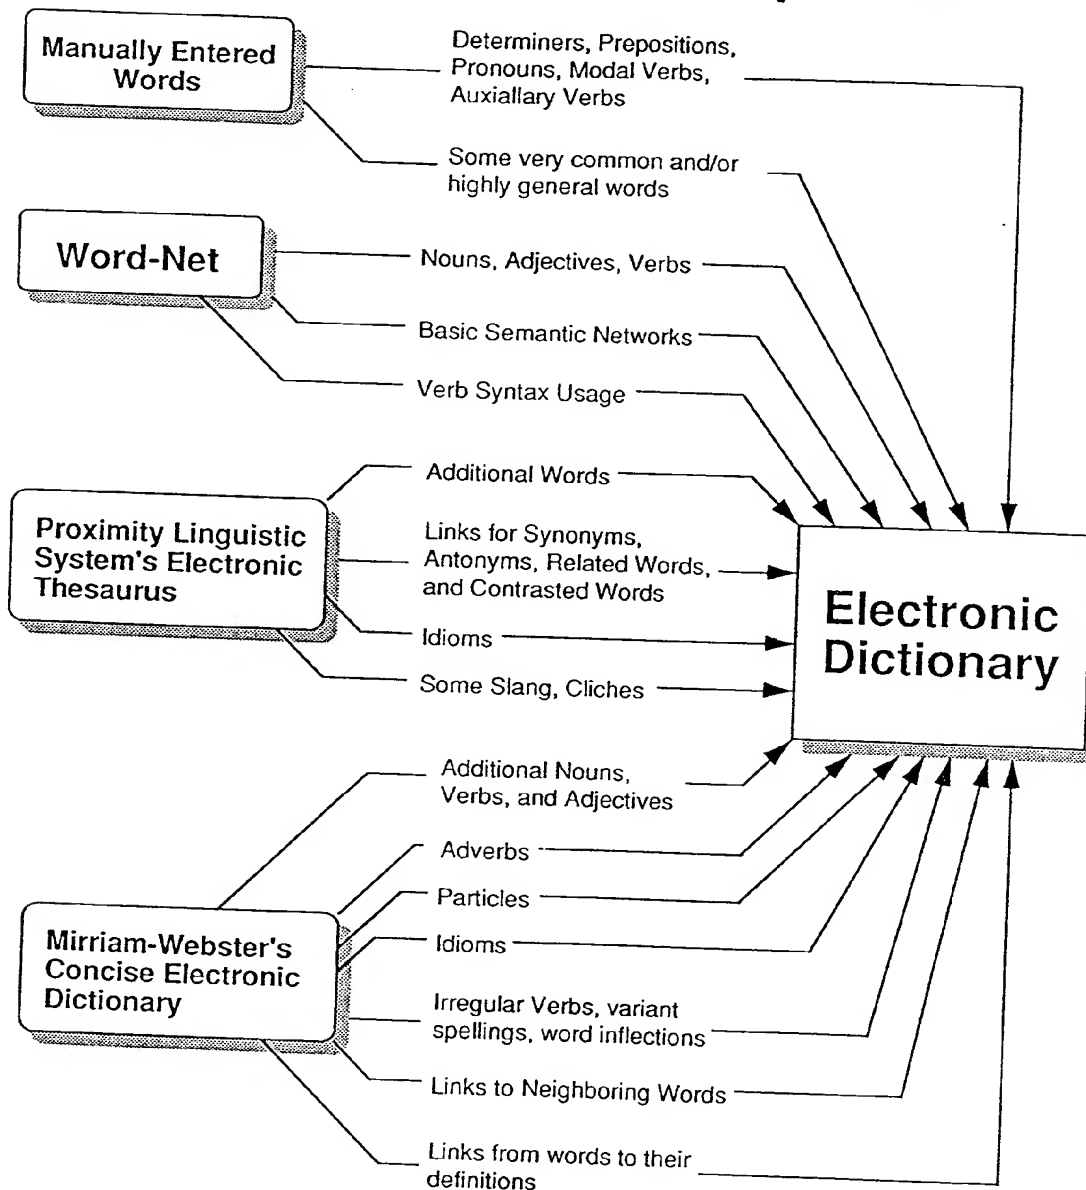 Manually Entered
Words
Determiners, Prepositions,
Pronouns, Modal Verbs,
Auxiallary Verbs
Some very common and/or
highly general words
Word-Net
Nouns, Adjectives, Verbs
Basic Semantic Networks
Verb Syntax Usage
Proximity Linguistic
System's Electronic
Thesaurus
Additional Words
Links for Synonyms,
Antonyms, Related Words,
and Contrasted Words
Idioms
Some Slang, Cliches
Electronic
Dictionary
Mirriam-Webster's
Concise Electronic
Dictionary
Additional Nouns,
Verbs, and Adjectives
Adverbs
Particles
Idioms
Irregular Verbs, variant
spellings, word inflections
Links to Neighboring Words
Links from words to their
definitions